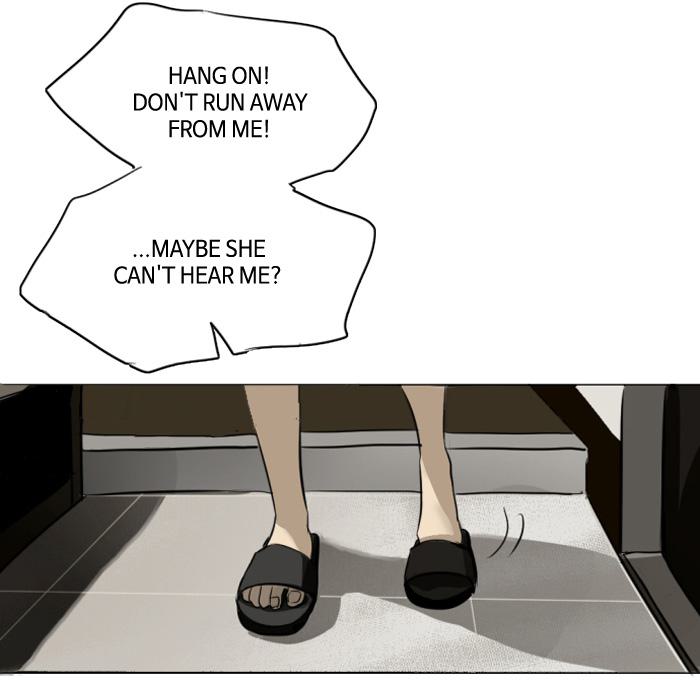 HANG ON!
DON'T RUN AWAY
FROM ME!
...MAYBE SHE
CAN'T HEAR ME?